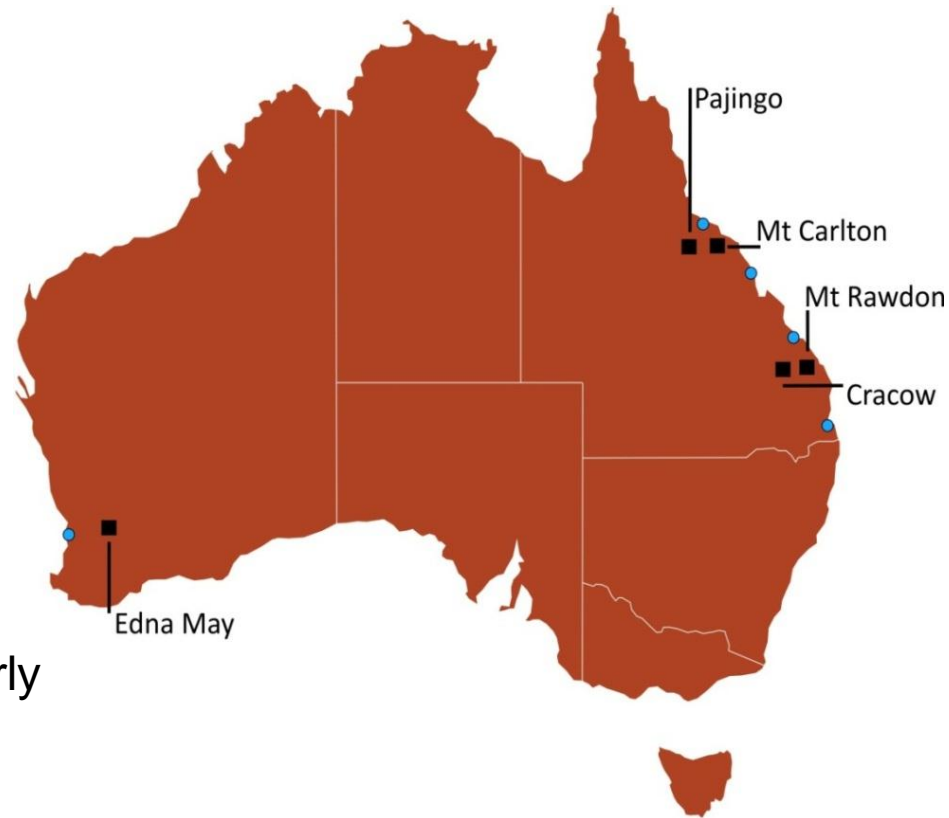 Pajingo
Mt Carlton
Mt Rawdon
Cracow
Edna May
rly